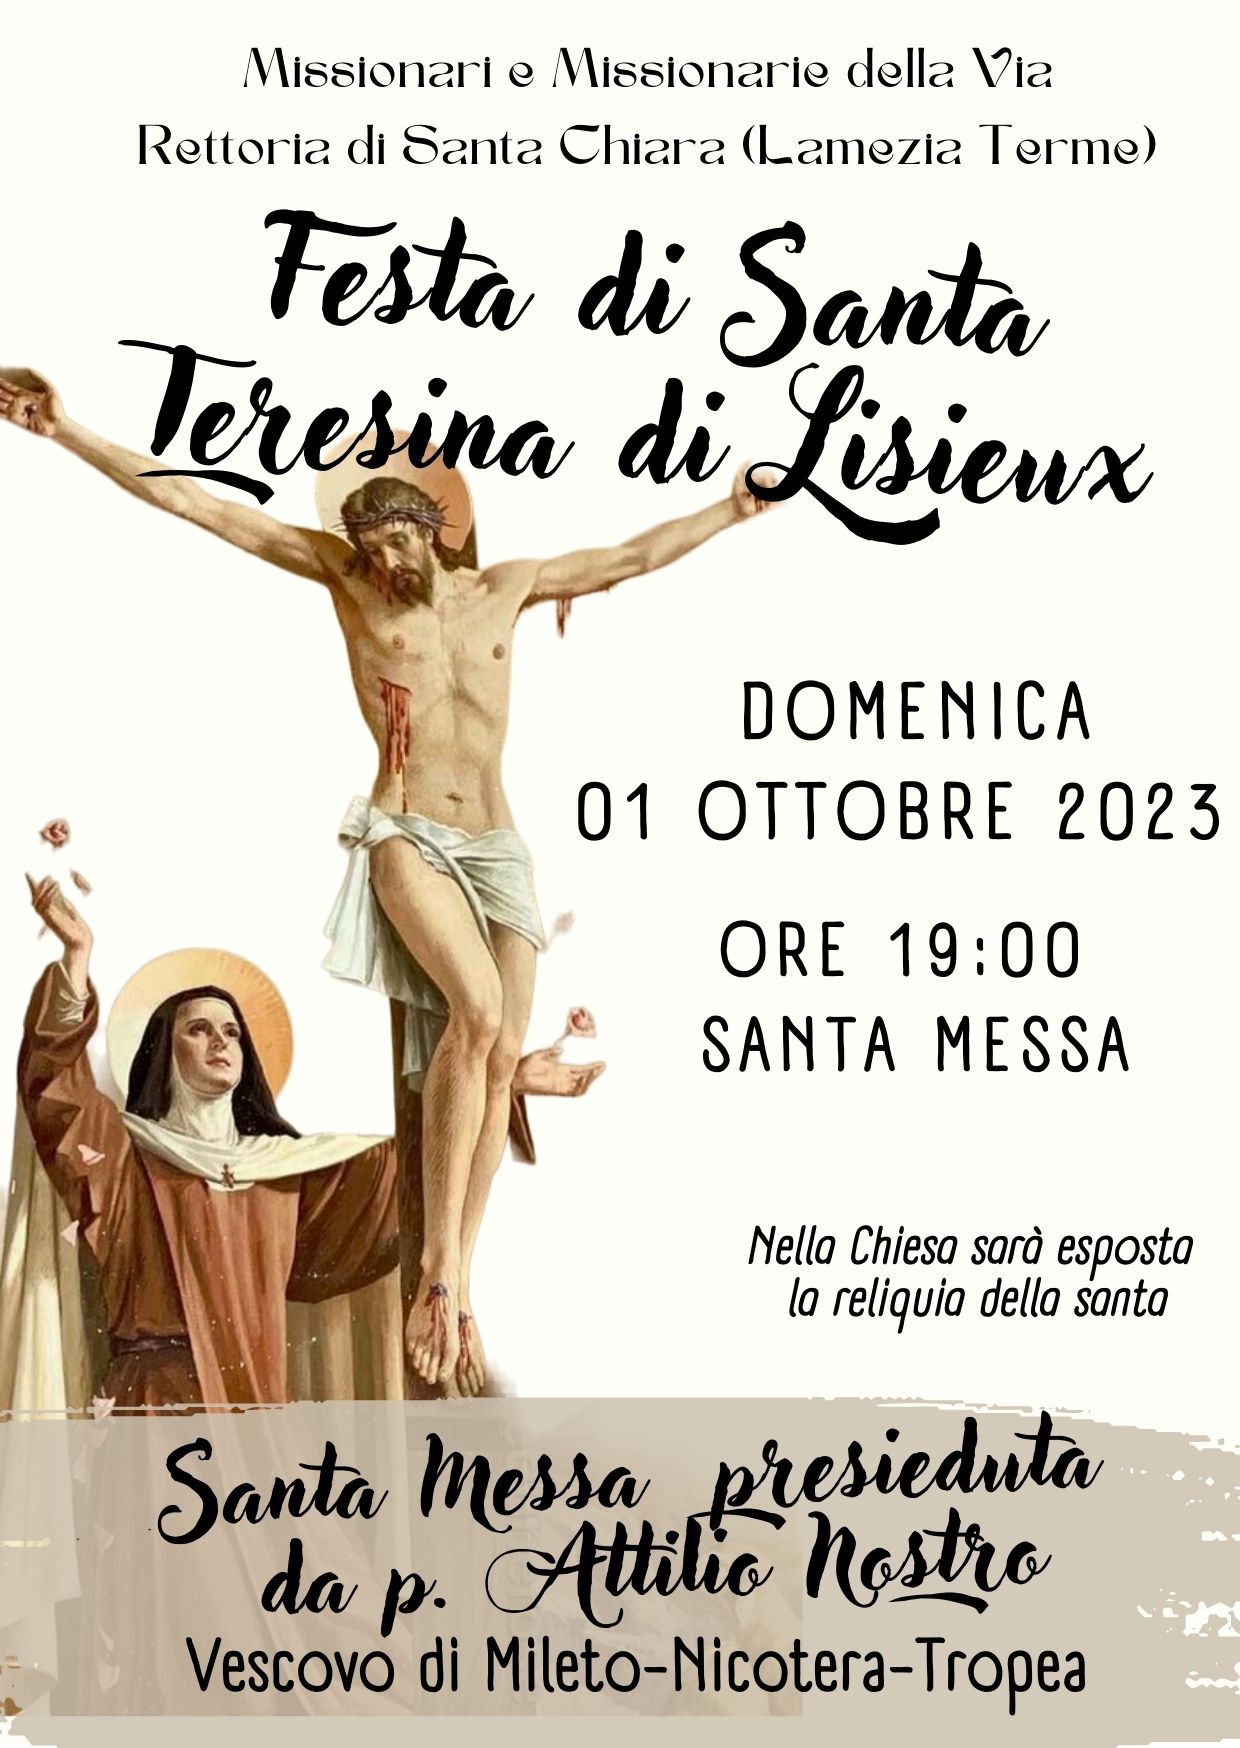 Missionari e Missionarie della Via
Rettoria di Santa Chiara (Lamezia Terme)
Festa di Santa
Teresina di Lisieux
DOMENICA
01 OTTOBRE 2023
ORE 19:00
SANTA MESSA
Nella Chiesa sarà esposta
la reliquia della santa
Santa Messa presieduta
da p. Attilio Nostro
Vescovo di Mileto-Nicotera-Tropea